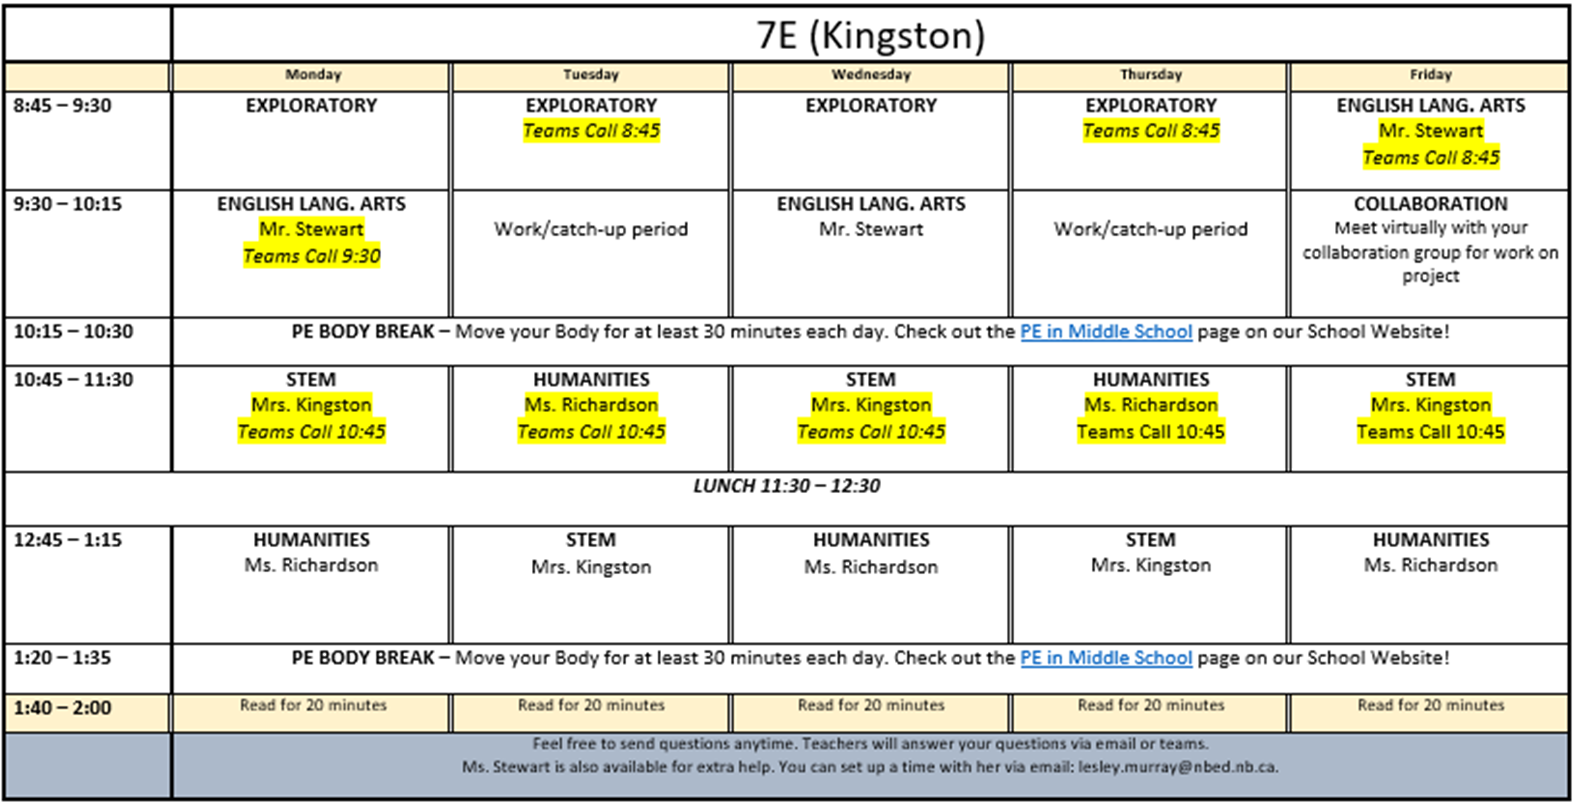 7E (Kingston)
Monday Tuesday Wednesday Thursday Friday
8:45 – 9:30
EXPLORATORY
EXPLORATORY
Teams Call 8:45
EXPLORATORY
EXPLORATORY
Teams Call 8:45
ENGLISH LANG. ARTS
Mr. Stewart
Teams Call 8:45
9:30 – 10:15
ENGLISH LANG. ARTS
Mr. Stewart
Teams Call 9:30
Work/catch-up period
ENGLISH LANG. ARTS
Mr. Stewart
Work/catch-up period
COLLABORATION
Meet virtually with your
collaboration group for work on
project
10:15 – 10:30
PE BODY BREAK – Move your Body for at least 30 minutes each day. Check out the PE in Middle School page on our School Website!
10:45 – 11:30
STEM
Mrs. Kingston
Teams Call 10:45
HUMANITIES
Ms. Richardson
Teams Call 10:45
STEM
Mrs. Kingston
Teams Call 10:45
HUMANITIES
Ms. Richardson
Teams Call 10:45
STEM
Mrs. Kingston
Teams Call 10:45
LUNCH 11:30 – 12:30
12:45 – 1:15
HUMANITIES
Ms. Richardson
STEM
Mrs. Kingston
HUMANITIES
Ms. Richardson
STEM
Mrs. Kingston
HUMANITIES
Ms. Richardson
1:20 – 1:35
PE BODY BREAK – Move your Body for at least 30 minutes each day. Check out the PE in Middle School page on our School Website!
1:40 – 2:00
Read for 20 minutes
Read for 20 minutes
Read for 20 minutes
Read for 20 minutes
Read for 20 minutes
Feel free to send questions anytime. Teachers will answer your questions via email or teams.
Ms. Stewart is also available for extra help. You can set up a time with her via email: lesley.murray@nbed.nb.ca.